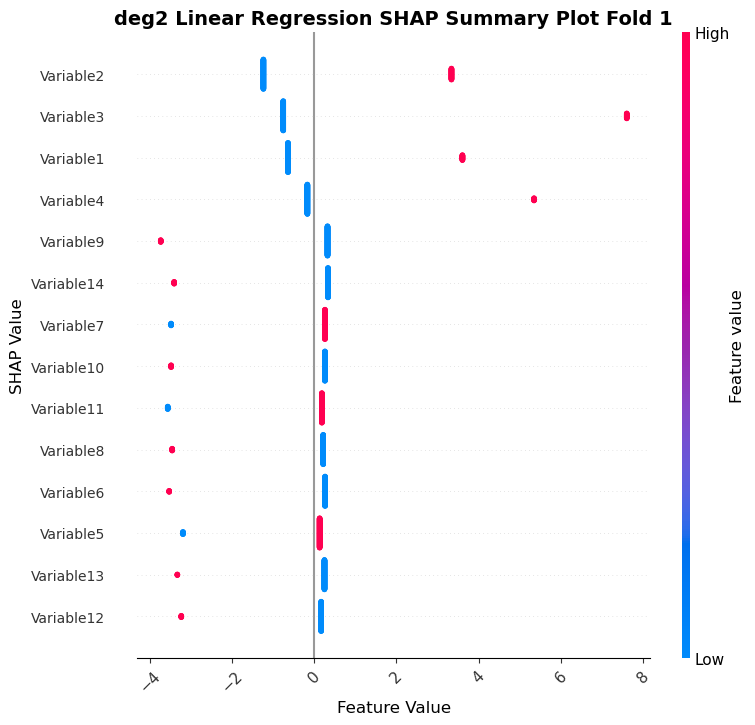 deg2 Linear Regression SHAP Summary Plot Fold 1
High
Variable2
Variable3
Variable1
Variable4
Variable9
Variable14
Variable7
Variable10
Variable11
Variable8
Variable6
Variable5
Variable13
Variable12
SHAP Value
Feature value
Low
−4 −2 0 2 4 6 8
Feature Value